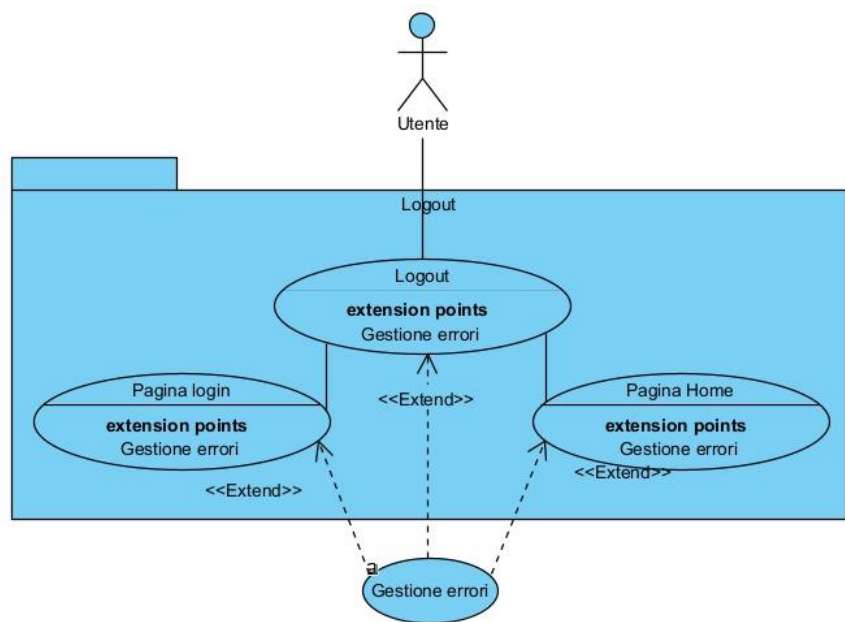 Utente
Logout
Logout
extension points
Gestione errori
Pagina login
extension points
Gestione errori
<<Extend>>
Pagina Home
extension points
Gestione errori
<<Extend>>
<<Extend>>
a
Gestione errori